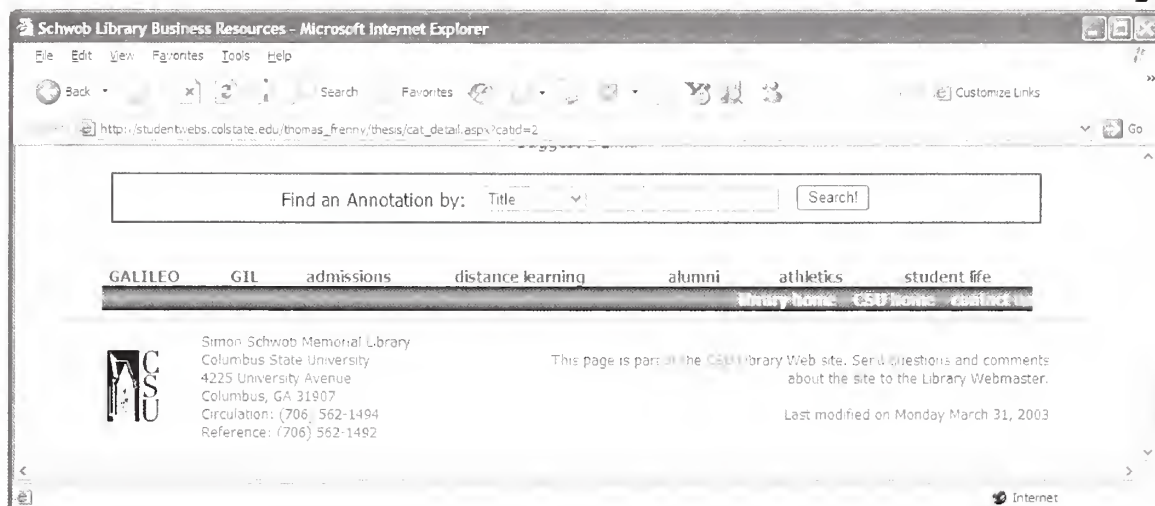 Schwob Library Business Resources - Microsoft Internet Explorer
File Edit View Favorites Tools Help
Back Search Favorites Customize Links
http://studentwebs.colstate.edu/thomas_frenny/thesis/cat_detail.aspx?catid=2 Go
Find an Annotation by: Title Search!
GALILEO GIL admissions distance learning alumni athletics student life
library home CSU home contact us
CSU
Simon Schwob Memorial Library
Columbus State University
4225 University Avenue
Columbus, GA 31907
Circulation: (706) 562-1494
Reference: (706) 562-1492
This page is part of the CSU Library Web site. Send questions and comments
about the site to the Library Webmaster.
Last modified on Monday March 31, 2003
Internet